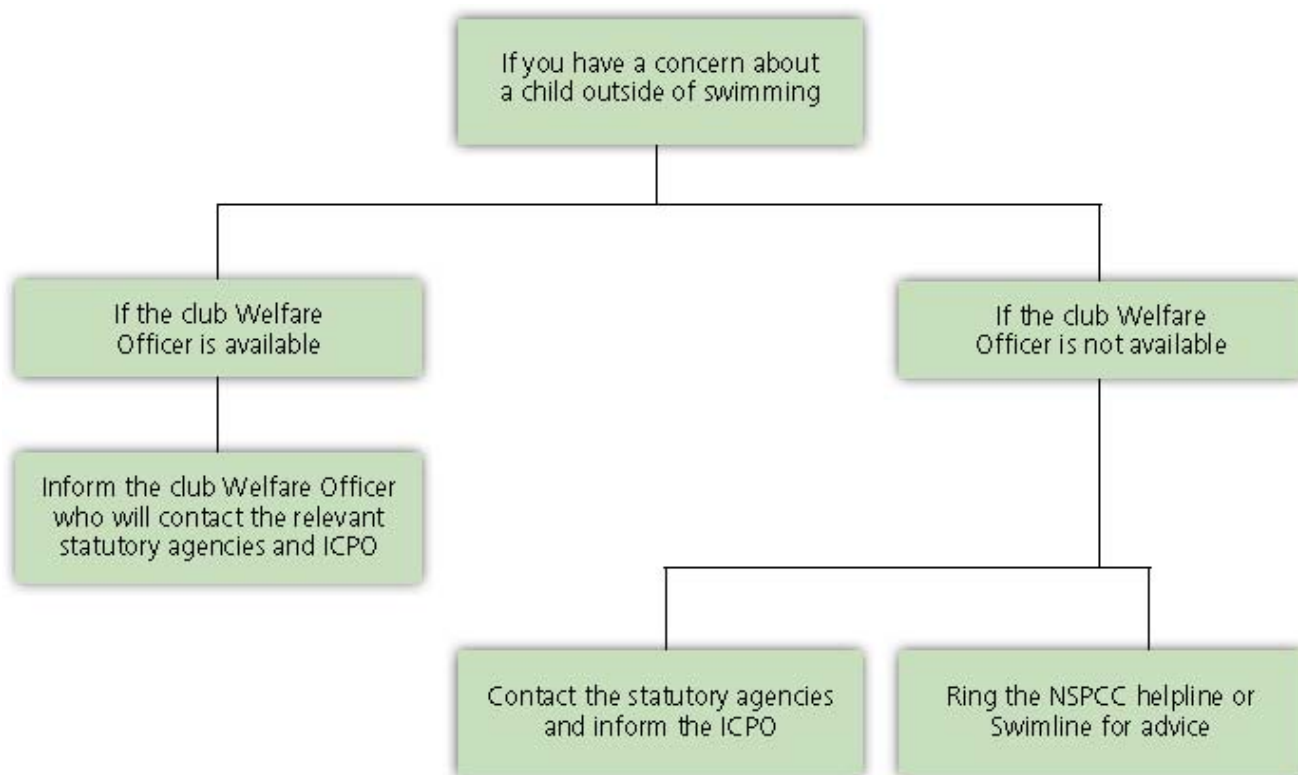 If you have a concern about
a child outside of swimming
If the club Welfare
Officer is available
If the club Welfare
Officer is not available
Inform the club Welfare Officer
who will contact the relevant
statutory agencies and ICPO
Contact the statutory agencies
and inform the ICPO
Ring the NSPCC helpline or
Swimline for advice